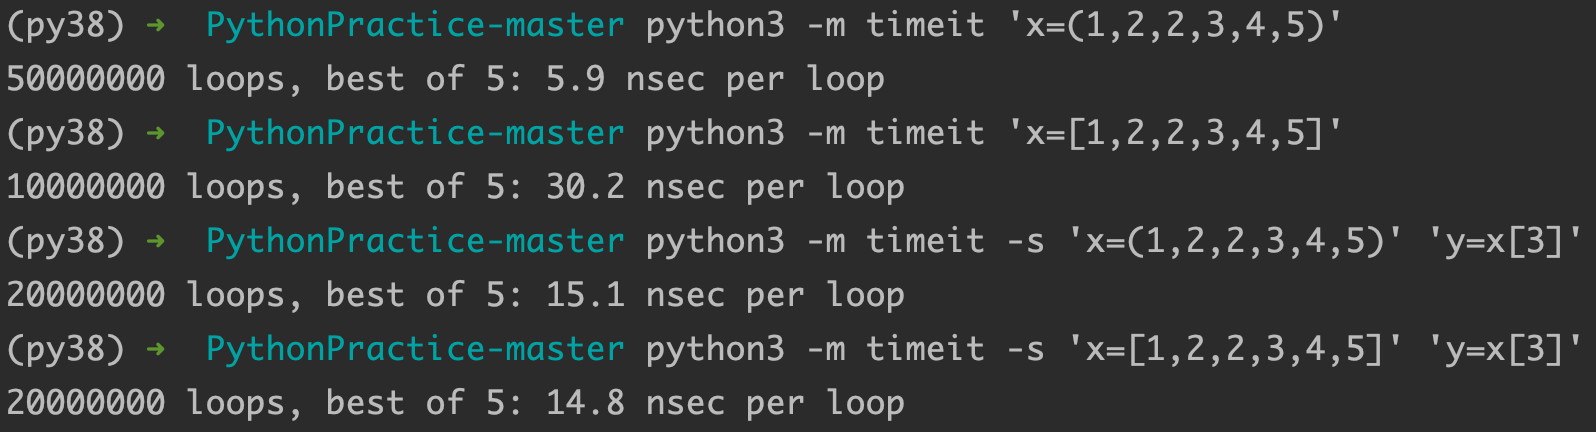 (py38) → PythonPractice-master python3 -m timeit 'x=(1,2,2,3,4,5)'
50000000 loops, best of 5: 5.9 nsec per loop
(py38) → PythonPractice-master python3 -m timeit 'x=[1,2,2,3,4,5]'
10000000 loops, best of 5: 30.2 nsec per loop
(py38) → PythonPractice-master python3 -m timeit -s 'x=(1,2,2,3,4,5)' 'y=x[3]'
20000000 loops, best of 5: 15.1 nsec per loop
(py38) → PythonPractice-master python3 -m timeit -s 'x=[1,2,2,3,4,5]' 'y=x[3]'
20000000 loops, best of 5: 14.8 nsec per loop